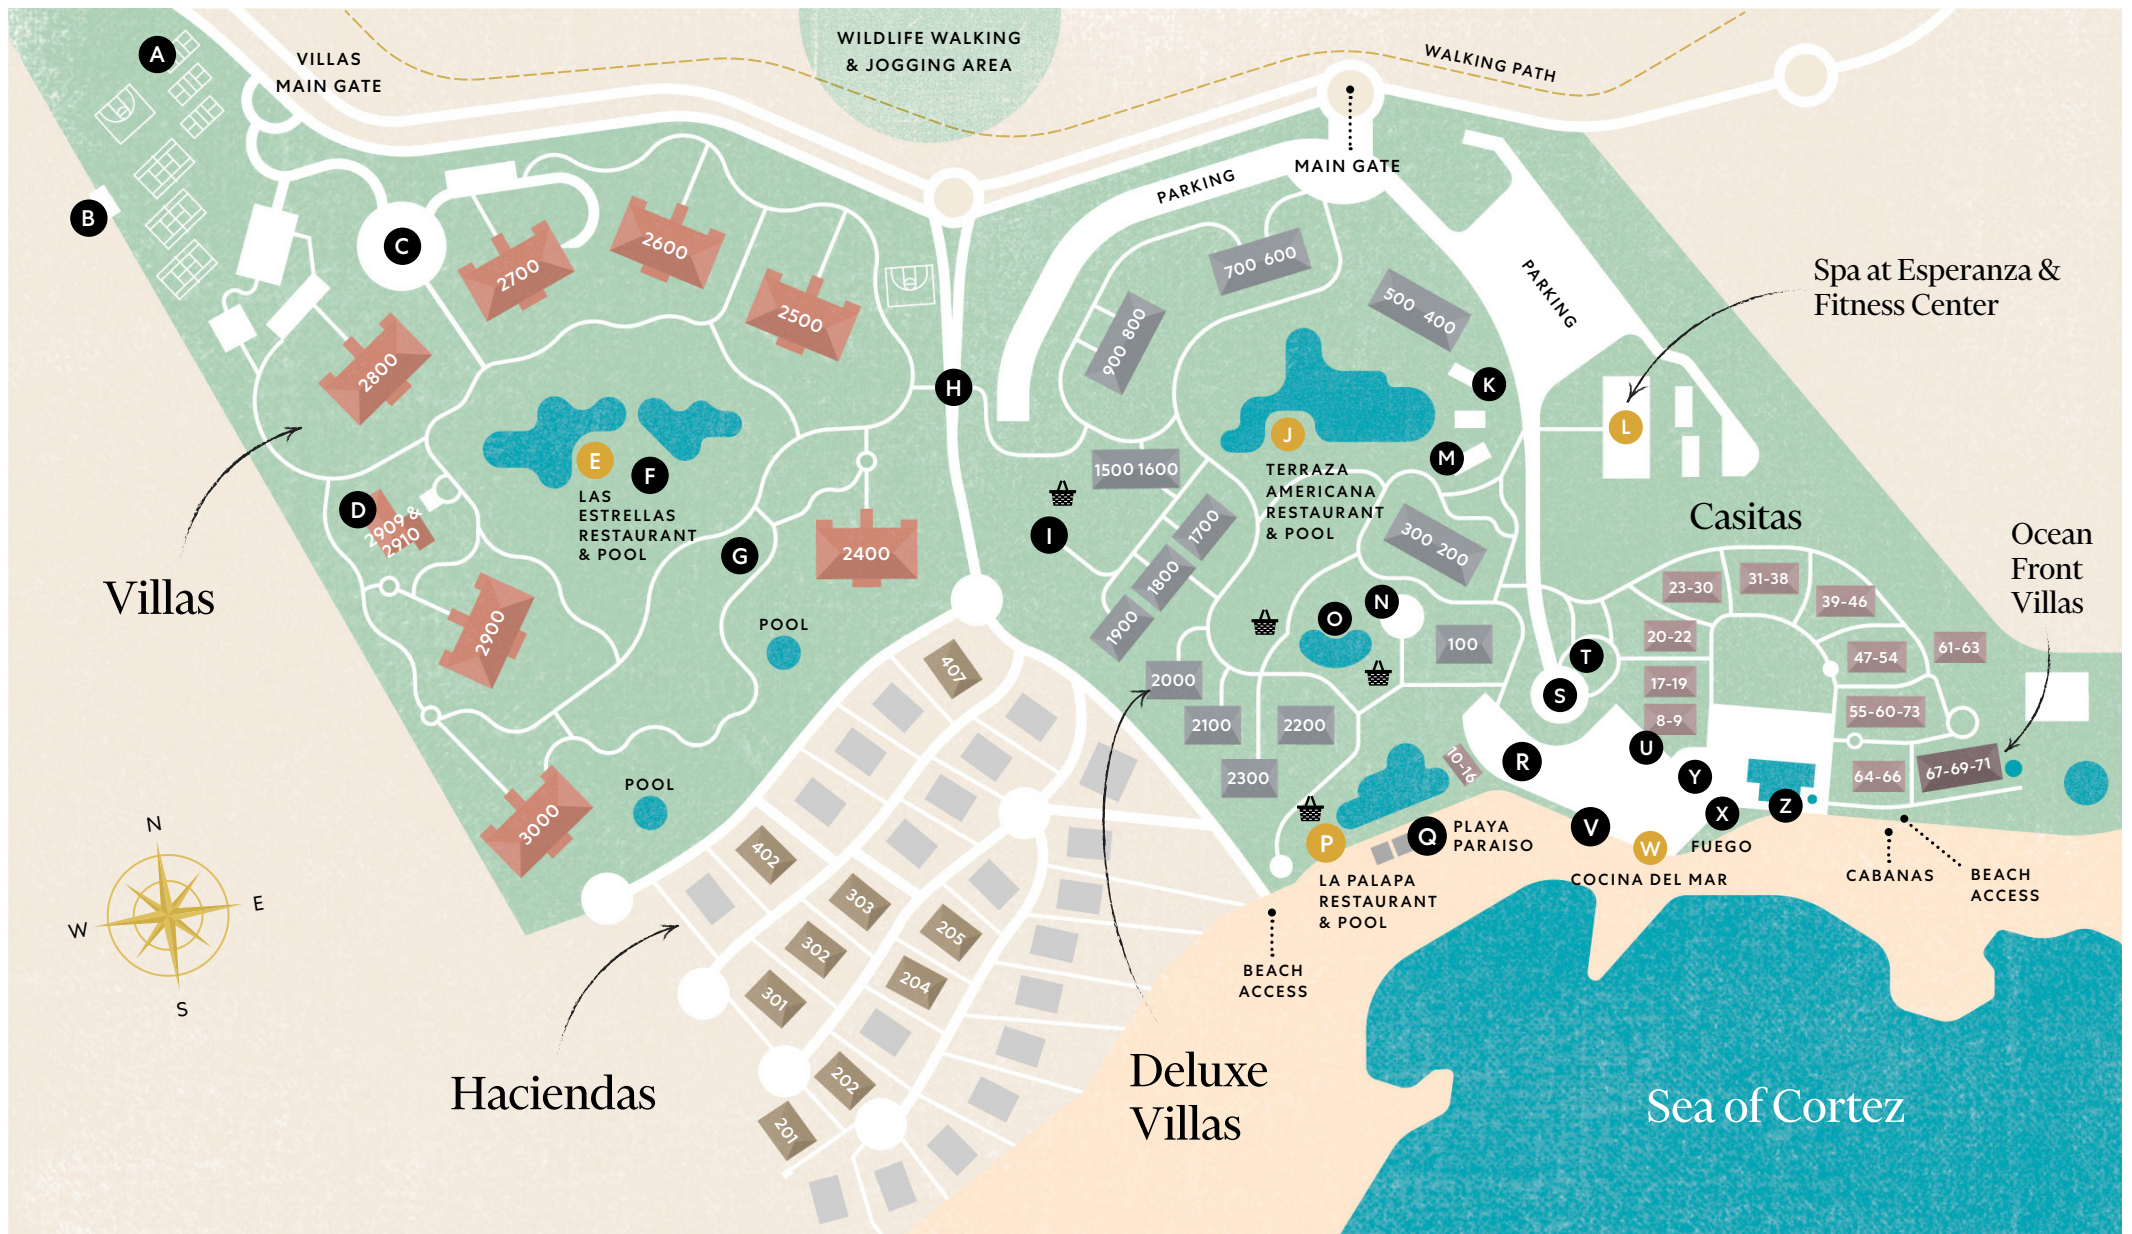 A
VILLAS
MAIN GATE
WILDLIFE WALKING
& JOGGING AREA
WALKING PATH
MAIN GATE
PARKING
PARKING
B
C
2700
2600
2500
2800
700 600
500 400
900 800
Spa at Esperanza &
Fitness Center
H
K
L
J
M
E
F
LAS
ESTRELLAS
RESTAURANT
& POOL
TERRAZA
AMERICANA
RESTAURANT
& POOL
1500 1600
D
2909 &
2910
G
2400
I
1700
1800
1900
300 200
Casitas
Ocean
Front
Villas
Villas
2900
POOL
407
O
N
100
T
S
23-30
31-38
39-46
20-22
47-54
61-63
17-19
55-60-73
8-9
2000
2100
2200
2300
10-16
R
U
Y
64-66
67-69-71
X
Z
V
W
FUEGO
COCINA DEL MAR
P
Q
PLAYA
PARAISO
LA PALAPA
RESTAURANT
& POOL
CABANAS
BEACH
ACCESS
BEACH
ACCESS
3000
POOL
402
303
302
301
205
204
202
201
N
W
E
S
Haciendas
Deluxe
Villas
Sea of Cortez